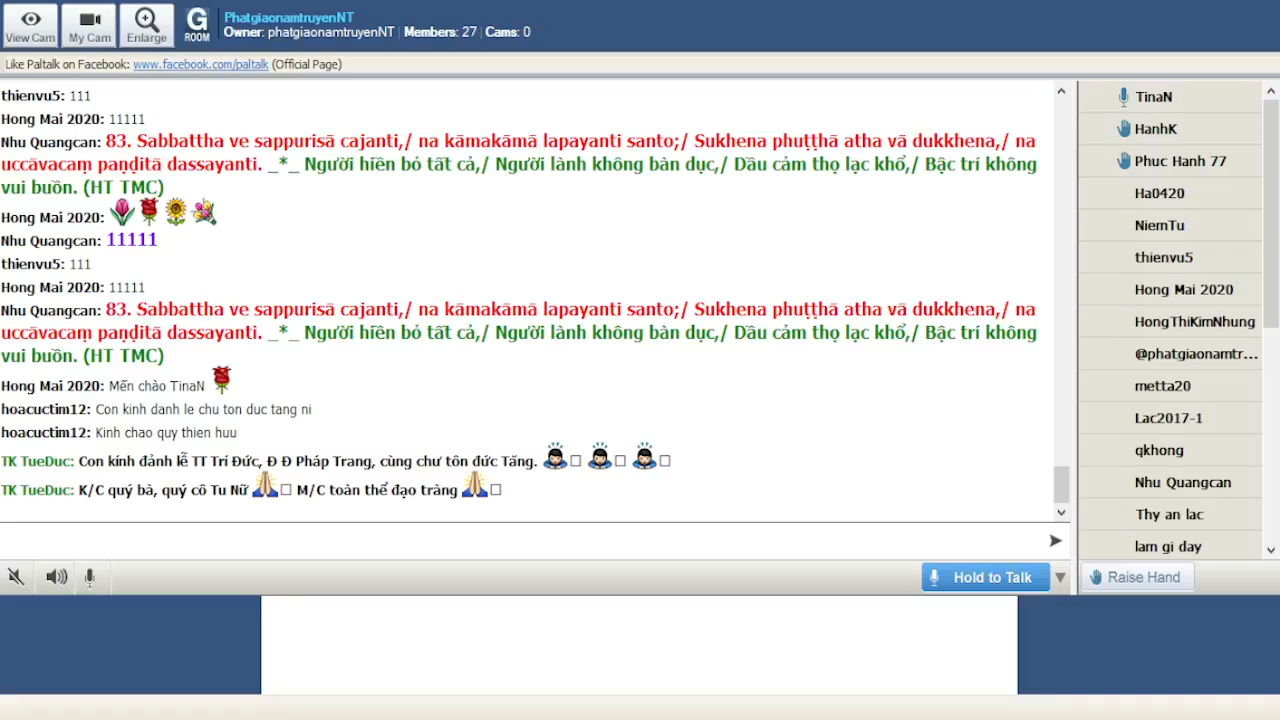 View Cam
My Cam
Enlarge
G
ROOM
PhatgiaonamtruyenNT
Owner: phatgiaonamtruyenNT | Members: 27 | Cams: 0
Like Paltalk on Facebook: www.facebook.com/paltalk (Official Page)
thienvu5: 111
Hong Mai 2020: 11111
Nhu Quangcan: 83. Sabbattha ve sappurisā cajanti,/ na kāmakāmā lapayanti santo;/ Sukhena phuṭṭhā atha vā dukkhena,/ na
uccāvacaṃ paṇḍitā dassayanti. _*_ Người hiền bỏ tất cả,/ Người lành không bàn dục,/ Dầu cảm thọ lạc khổ,/ Bậc trí không
vui buồn. (HT TMC)
Hong Mai 2020:
Nhu Quangcan: 11111
thienvu5: 111
Hong Mai 2020: 11111
Nhu Quangcan: 83. Sabbattha ve sappurisā cajanti,/ na kāmakāmā lapayanti santo;/ Sukhena phuṭṭhā atha vā dukkhena,/ na
uccāvacaṃ paṇḍitā dassayanti. _*_ Người hiền bỏ tất cả,/ Người lành không bàn dục,/ Dầu cảm thọ lạc khổ,/ Bậc trí không
vui buồn. (HT TMC)
Hong Mai 2020: Mến chào TinaN
hoacuctim12: Con kinh danh le chu ton duc tang ni
hoacuctim12: Kinh chao quy thien huu
TK TueDuc: Con kính đảnh lễ TT Trí Đức, Đ Đ Pháp Trang, cùng chư tôn đức Tăng.
TK TueDuc: K/C quý bà, quý cô Tu Nữ M/C toàn thể đạo tràng
TinaN
HanhK
Phuc Hanh 77
Ha0420
NiemTu
thienvu5
Hong Mai 2020
HongThiKimNhung
@phatgiaonamtr...
metta20
Lac2017-1
qkhong
Nhu Quangcan
Thy an lac
lam gi day
Hold to Talk
Raise Hand